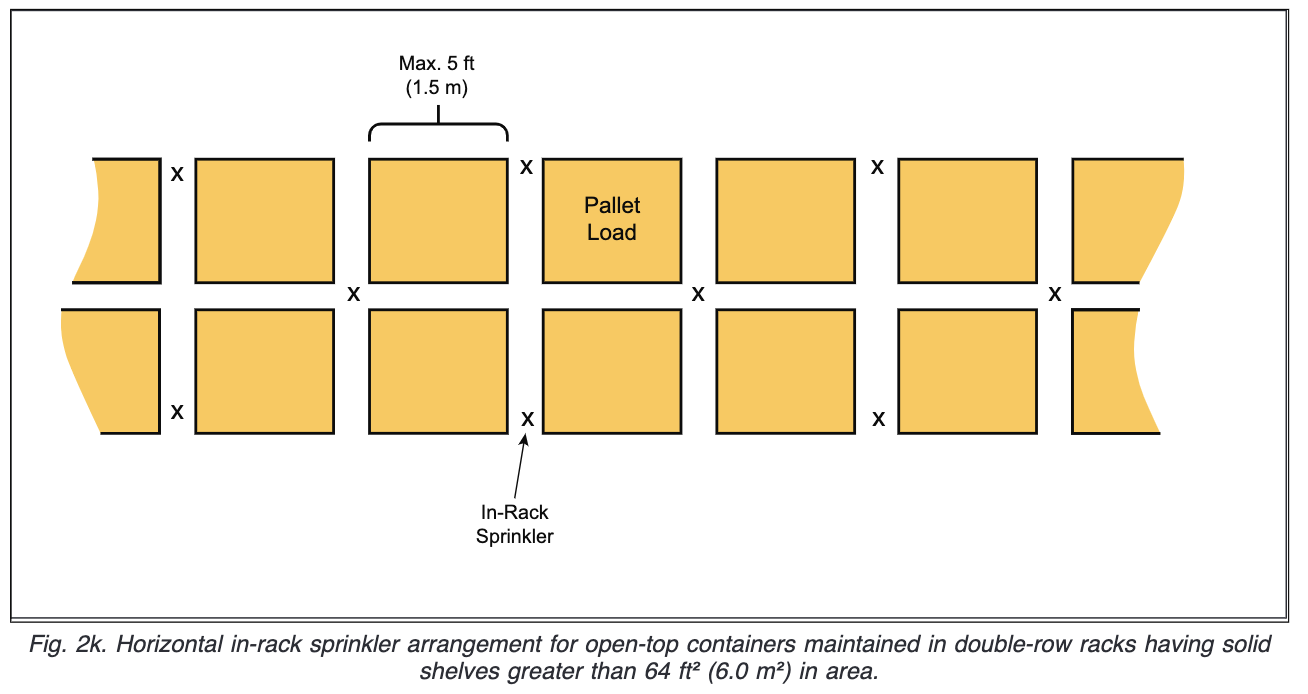 Max. 5 ft
(1.5 m)
x
x
x
Pallet
Load
x
x
x
x
x
x
In-Rack
Sprinkler
Fig. 2k. Horizontal in-rack sprinkler arrangement for open-top containers maintained in double-row racks having solid
shelves greater than 64 ft² (6.0 m²) in area.